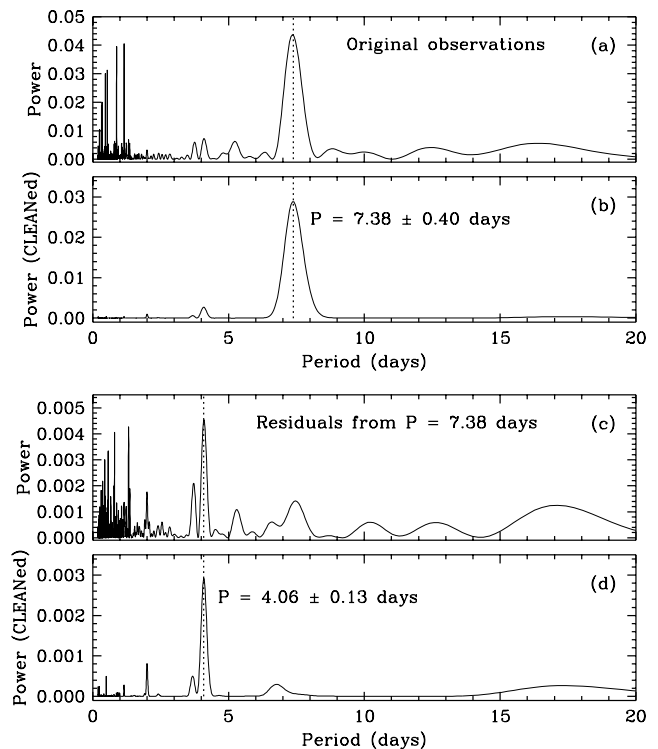 0.05
0.04
0.03
0.02
0.01
0.00
Power
Original observations
(a)
0.03
0.02
0.01
0.00
Power (CLEANed)
P = 7.38 ± 0.40 days
(b)
0 5 10 15 20
Period (days)
0.005
0.004
0.003
0.002
0.001
0.000
Power
Residuals from P = 7.38 days
(c)
0.003
0.002
0.001
0.000
Power (CLEANed)
P = 4.06 ± 0.13 days
(d)
0 5 10 15 20
Period (days)